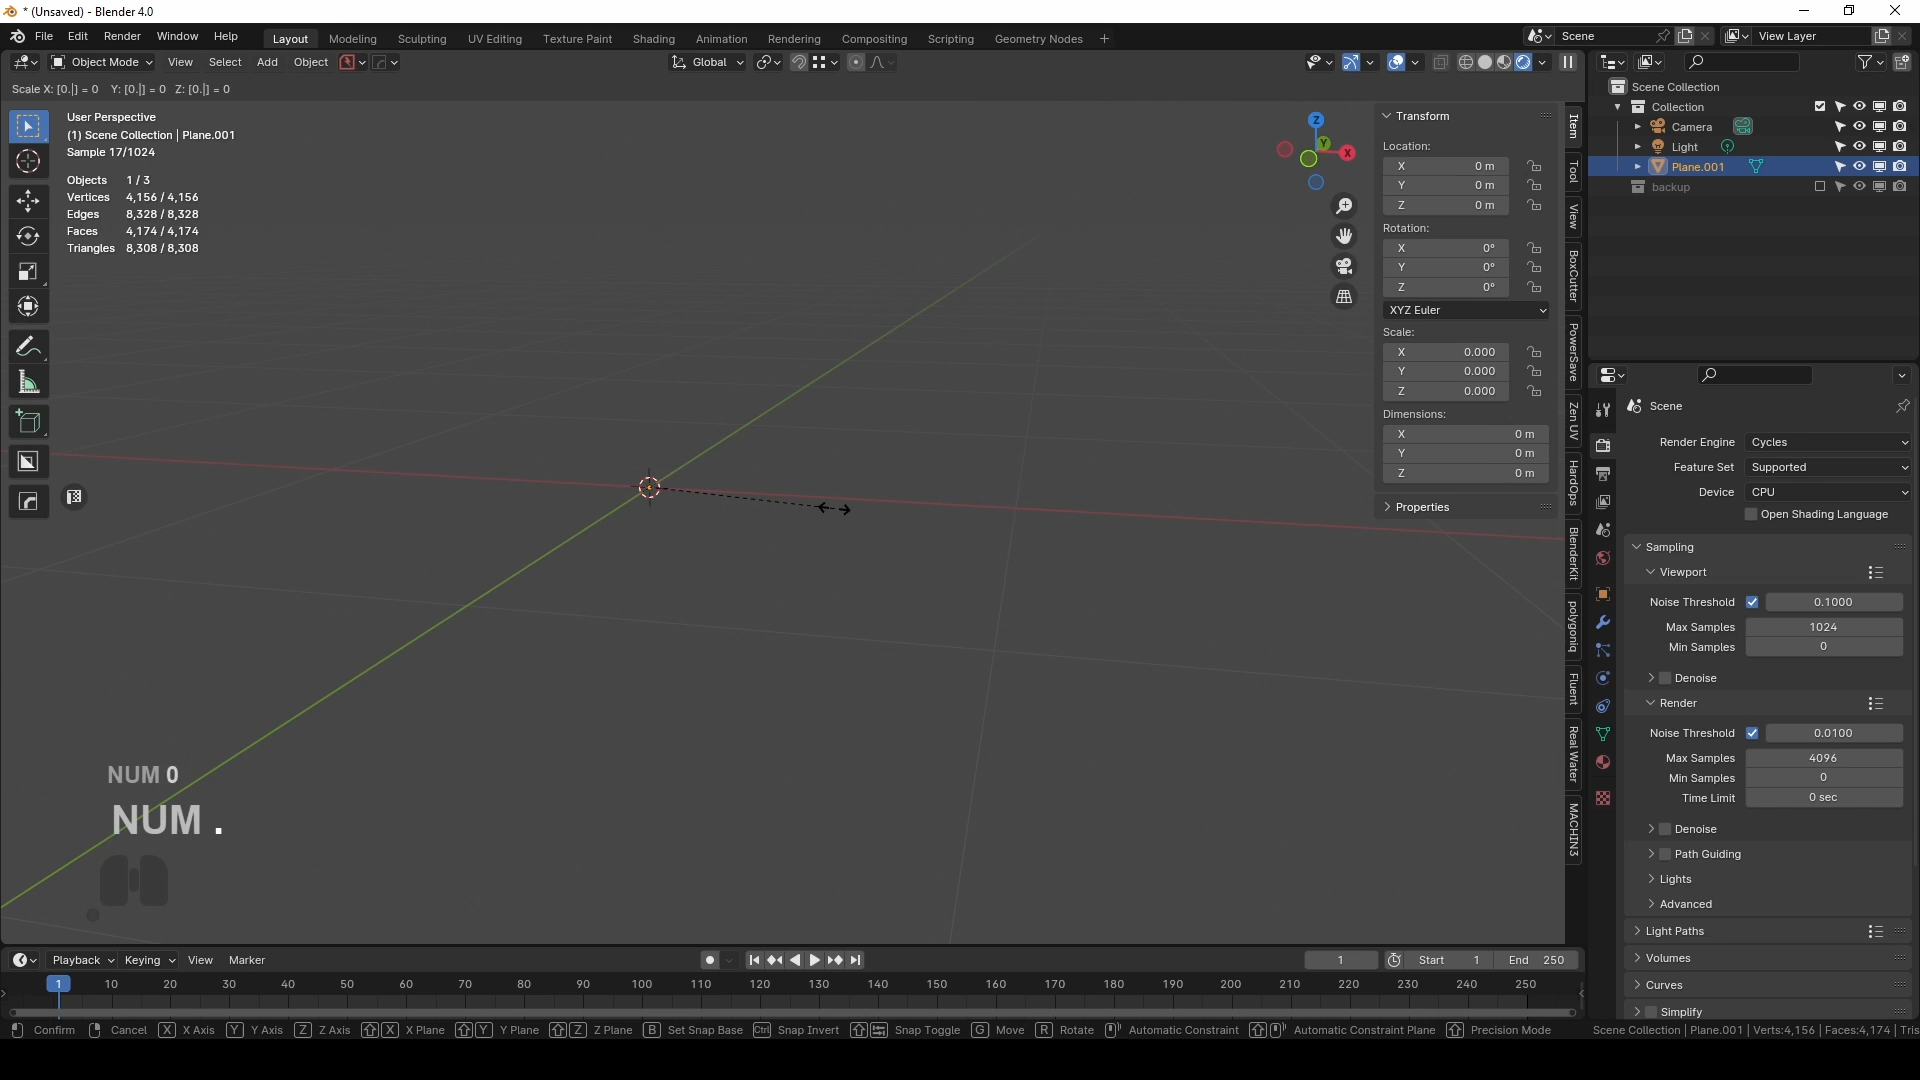 * (Unsaved) - Blender 4.0
File Edit Render Window Help Layout Modeling Sculpting UV Editing Texture Paint Shading Animation Rendering Compositing Scripting Geometry Nodes + Scene View Layer
Object Mode View Select Add Object Global
Scale X: [0.|] = 0 Y: [0.|] = 0 Z: [0.|] = 0
User Perspective
(1) Scene Collection | Plane.001
Sample 17/1024
Objects 1 / 3
Vertices 4,156 / 4,156
Edges 8,328 / 8,328
Faces 4,174 / 4,174
Triangles 8,308 / 8,308
Z
Y
X
NUM 0
NUM .
Transform
Location:
X 0 m
Y 0 m
Z 0 m
Rotation:
X 0°
Y 0°
Z 0°
XYZ Euler
Scale:
X 0.000
Y 0.000
Z 0.000
Dimensions:
X 0 m
Y 0 m
Z 0 m
Properties
Item
Tool
View
BoxCutter
PowerSave
Zen UV
HardOps
BlenderKit
polygoniq
Fluent
Real Water
MACHIN3
Scene Collection
Collection
Camera
Light
Plane.001
backup
Scene
Render Engine Cycles
Feature Set Supported
Device CPU
Open Shading Language
Sampling
Viewport
Noise Threshold 0.1000
Max Samples 1024
Min Samples 0
Denoise
Render
Noise Threshold 0.0100
Max Samples 4096
Min Samples 0
Time Limit 0 sec
Denoise
Path Guiding
Lights
Advanced
Light Paths
Volumes
Curves
Simplify
Playback Keying View Marker 1 Start 1 End 250
1 10 20 30 40 50 60 70 80 90 100 110 120 130 140 150 160 170 180 190 200 210 220 230 240 250
Confirm Cancel X X Axis Y Y Axis Z Z Axis X X Plane Y Y Plane Z Z Plane B Set Snap Base Ctrl Snap Invert Snap Toggle G Move R Rotate Automatic Constraint Automatic Constraint Plane Precision Mode Scene Collection | Plane.001 | Verts:4,156 | Faces:4,174 | Tris